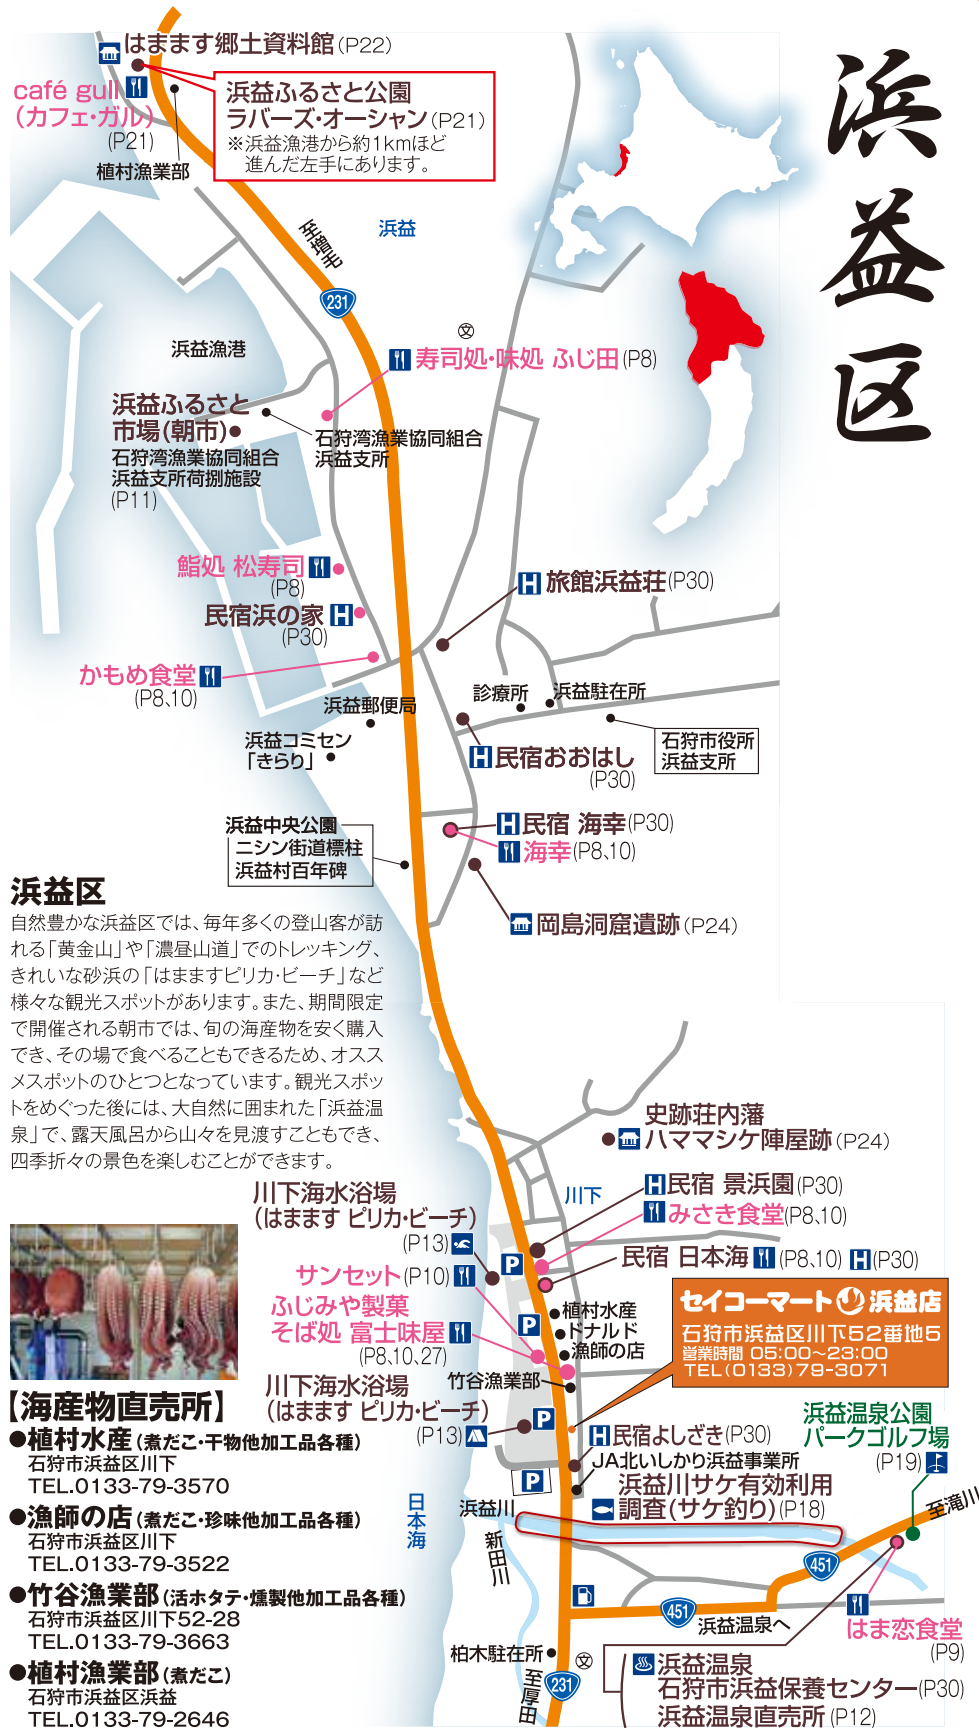 浜益区
はまます郷土資料館(P22)
café gull
(カフェ・ガル)
(P21)
植村漁業部
浜益ふるさと公園
ラバーズ・オーシャン(P21)
※浜益漁港から約1kmほど
進んだ左手にあります。
至増毛
浜益
231
浜益漁港
文
寿司処・味処 ふじ田(P8)
浜益ふるさと
市場(朝市)
石狩湾漁業協同組合
浜益支所荷捌施設
(P11)
石狩湾漁業協同組合
浜益支所
鮨処 松寿司
(P8)
民宿浜の家
(P30)
旅館浜益荘(P30)
かもめ食堂
(P8、10)
浜益郵便局
診療所
浜益駐在所
浜益コミセン
「きらり」
民宿おおはし
(P30)
石狩市役所
浜益支所
浜益中央公園
ニシン街道標柱
浜益村百年碑
民宿 海幸(P30)
海幸(P8、10)
岡島洞窟遺跡(P24)
浜益区
自然豊かな浜益区では、毎年多くの登山客が訪
れる「黄金山」や「濃昼山道」でのトレッキング、
きれいな砂浜の「はまますピリカ・ビーチ」など
様々な観光スポットがあります。また、期間限定
で開催される朝市では、旬の海産物を安く購入
でき、その場で食べることもできるため、オスス
メスポットのひとつとなっています。観光スポッ
トをめぐった後には、大自然に囲まれた「浜益温
泉」で、露天風呂から山々を見渡すこともでき、
四季折々の景色を楽しむことができます。
史跡荘内藩
ハママシケ陣屋跡(P24)
川下海水浴場
(はまます ピリカ・ビーチ)
(P13)
川下
民宿 景浜園(P30)
みさき食堂(P8、10)
民宿 日本海 (P8、10) H(P30)
サンセット(P10)
ふじみや製菓
そば処 富士味屋
(P8、10、27)
植村水産
ドナルド
漁師の店
竹谷漁業部
セイコーマート 浜益店
石狩市浜益区川下52番地5
営業時間 05:00〜23:00
TEL(0133)79-3071
川下海水浴場
(はまます ピリカ・ビーチ)
(P13)
P
P
P
P
浜益温泉公園
パークゴルフ場
(P19)
民宿よしざき(P30)
JA北いしかり浜益事業所
浜益川サケ有効利用
調査(サケ釣り)(P18)
至滝川
日本海
浜益川
新田川
451
451
浜益温泉へ
はま恋食堂
(P9)
柏木駐在所
至厚田
231
文
浜益温泉
石狩市浜益保養センター(P30)
浜益温泉直売所(P12)
【海産物直売所】
●植村水産(煮だこ・干物他加工品各種)
石狩市浜益区川下
TEL.0133-79-3570
●漁師の店(煮だこ・珍味他加工品各種)
石狩市浜益区川下
TEL.0133-79-3522
●竹谷漁業部(活ホタテ・燻製他加工品各種)
石狩市浜益区川下52-28
TEL.0133-79-3663
●植村漁業部(煮だこ)
石狩市浜益区浜益
TEL.0133-79-2646